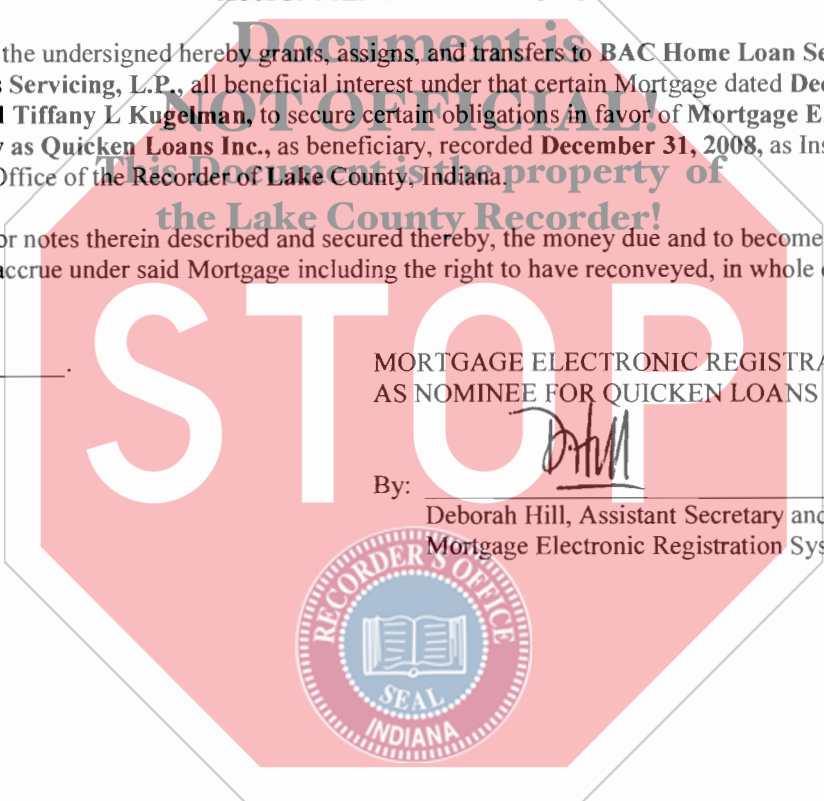 Document is
NOT OFFICIAL!
This Document is the property of
the Lake County Recorder!
the undersigned hereby grants, assigns, and transfers to BAC Home Loan Se
Servicing, L.P., all beneficial interest under that certain Mortgage dated Dec
Tiffany L Kugelman, to secure certain obligations in favor of Mortgage E
as Quicken Loans Inc., as beneficiary, recorded December 31, 2008, as Ins
Office of the Recorder of Lake County, Indiana.
or notes therein described and secured thereby, the money due and to become
accrue under said Mortgage including the right to have reconveyed, in whole
STOP
MORTGAGE ELECTRONIC REGISTRA
AS NOMINEE FOR QUICKEN LOANS
By:
D. Hill
Deborah Hill, Assistant Secretary and
Mortgage Electronic Registration Sys
RECORDER'S OFFICE
SEAL
INDIANA